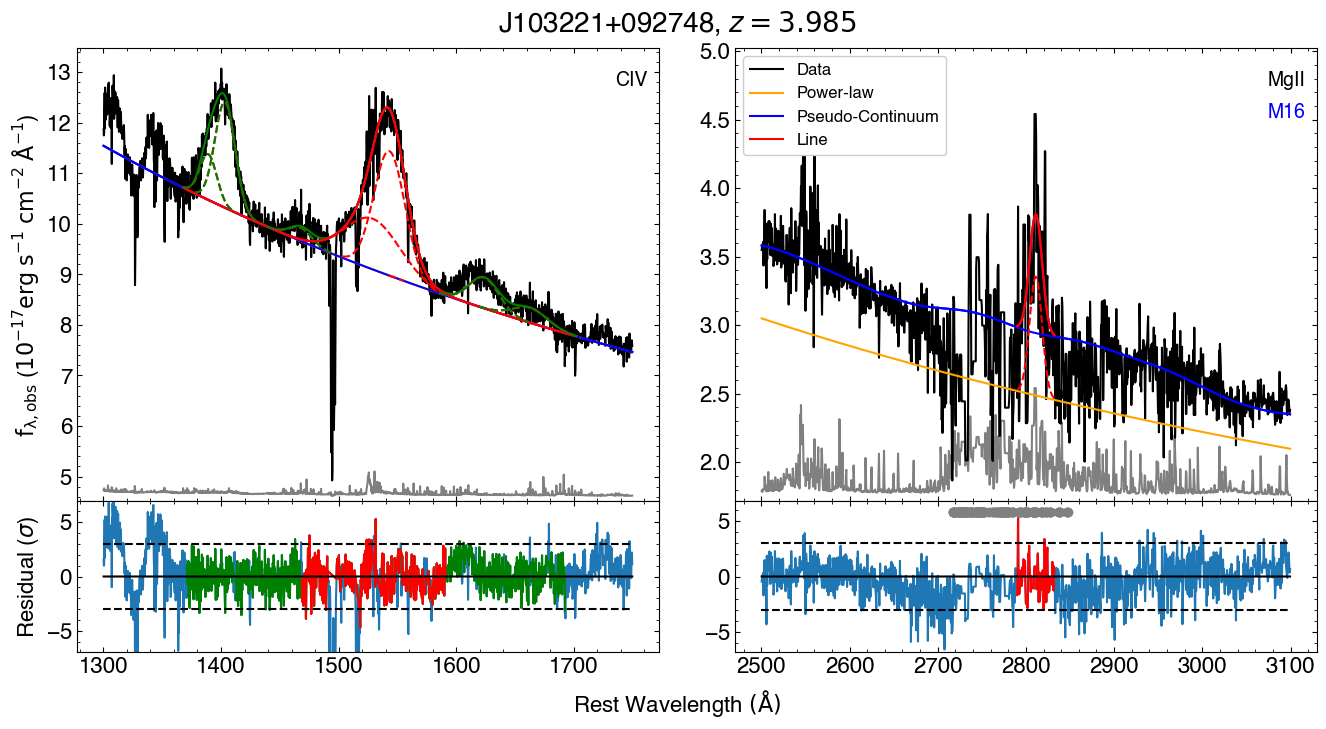 J103221+092748, z = 3.985
CIV
MgII
M16
Data
Power-law
Pseudo-Continuum
Line
f_λ,obs (10⁻¹⁷ erg s⁻¹ cm⁻² Å⁻¹)
13
12
11
10
9
8
7
6
5
5.0
4.5
4.0
3.5
3.0
2.5
2.0
Residual (σ)
5
0
−5
5
0
−5
1300 1400 1500 1600 1700
2500 2600 2700 2800 2900 3000 3100
Rest Wavelength (Å)